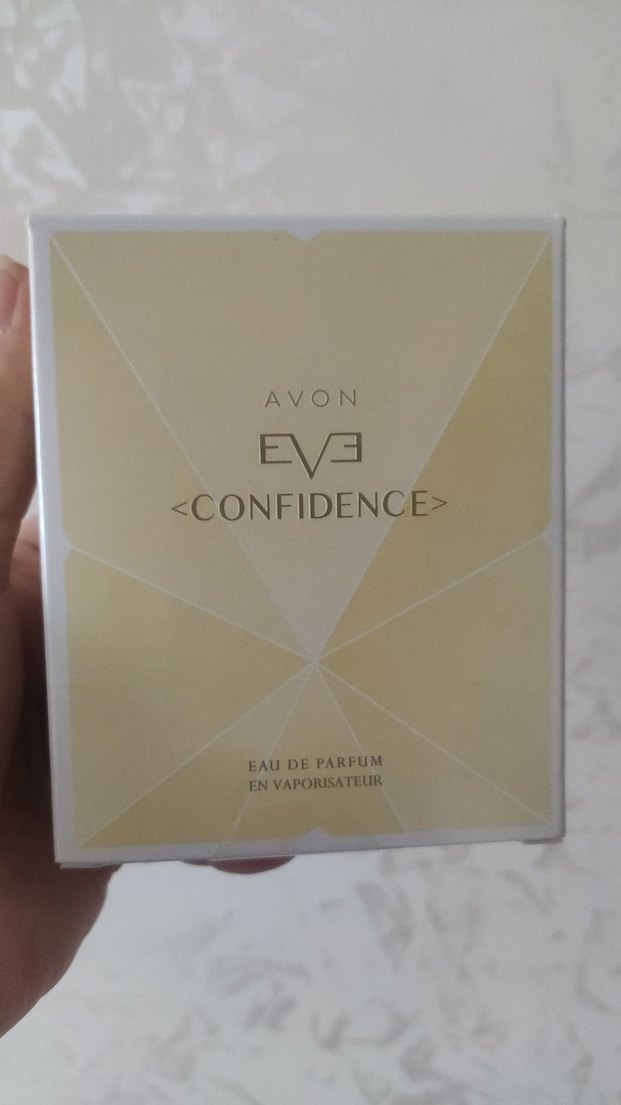 AVON
EVE
<CONFIDENCE>
EAU DE PARFUM
EN VAPORISATEUR